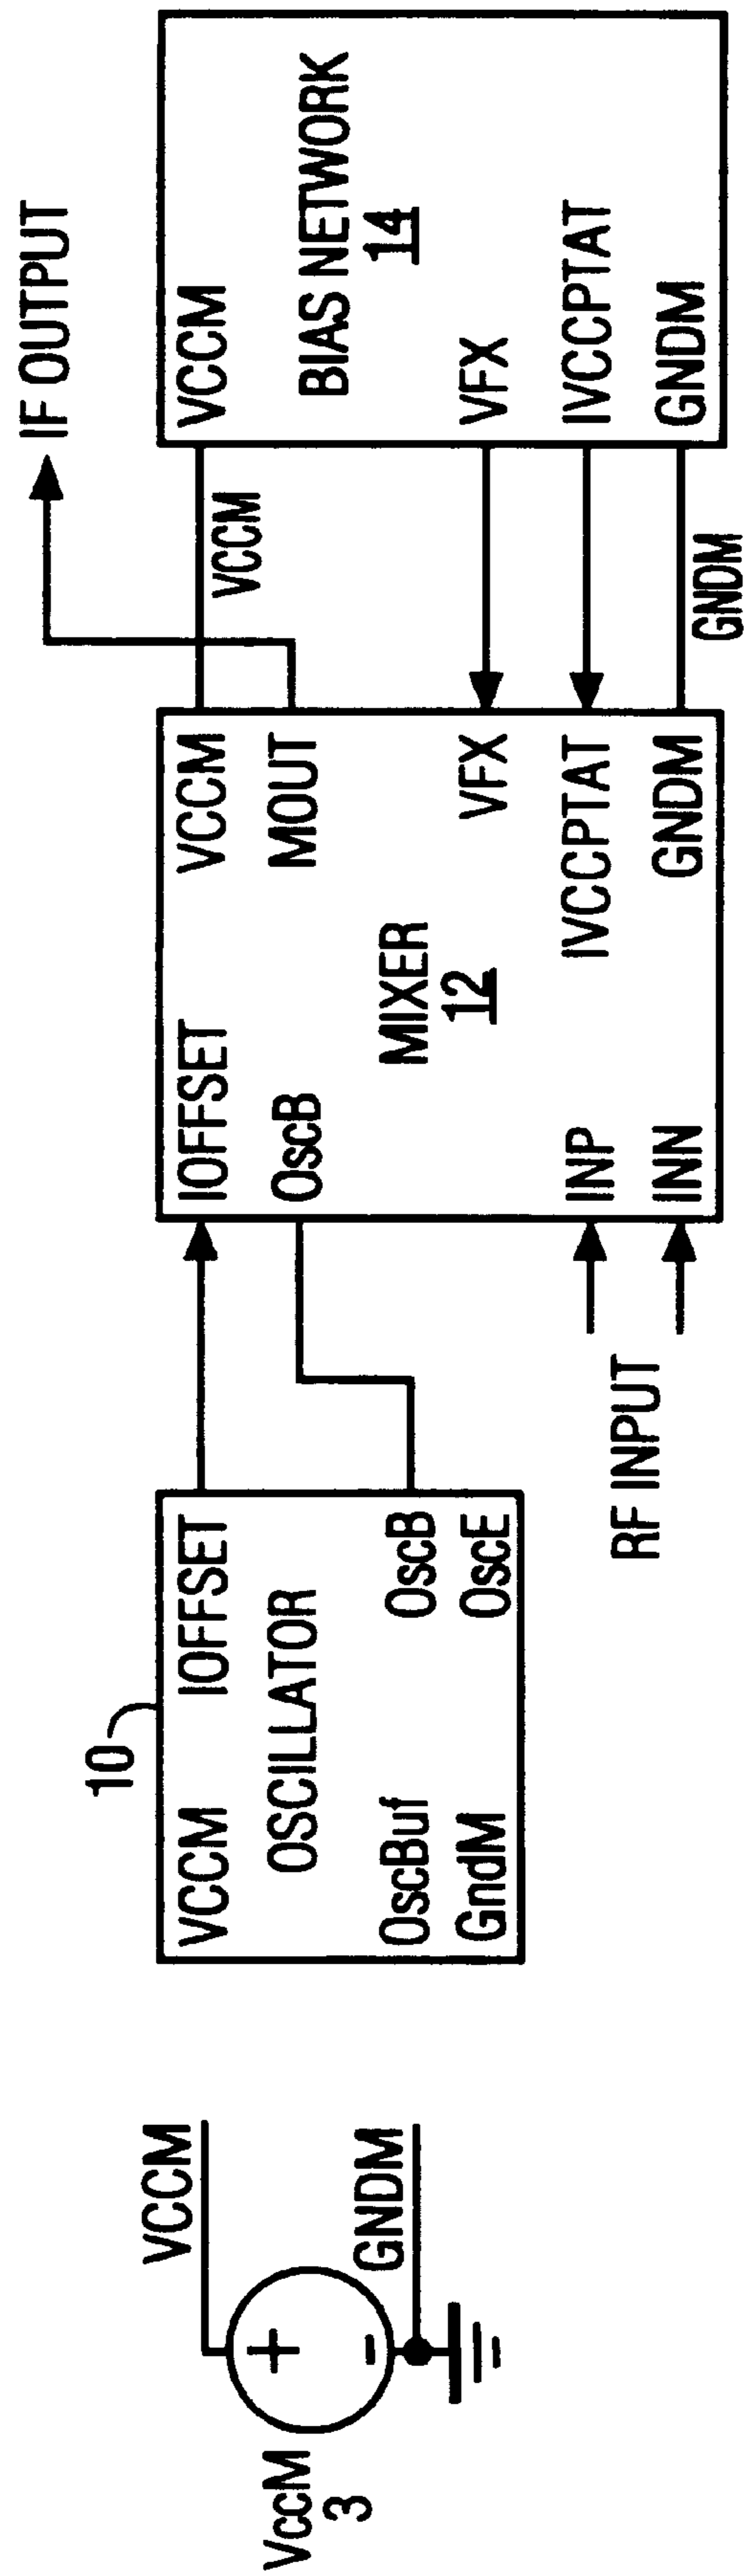 VccM
3
VCCM
GNDM
10
VCCM
IOFFSET
OSCILLATOR
OscBuf
OscB
GndM
OscE
RF INPUT
IOFFSET
VCCM
OscB
MOUT
MIXER
12
VFX
INP
IVCCPTAT
INN
GNDM
IF OUTPUT
VCCM
GNDM
VCCM
BIAS NETWORK
14
VFX
IVCCPTAT
GNDM